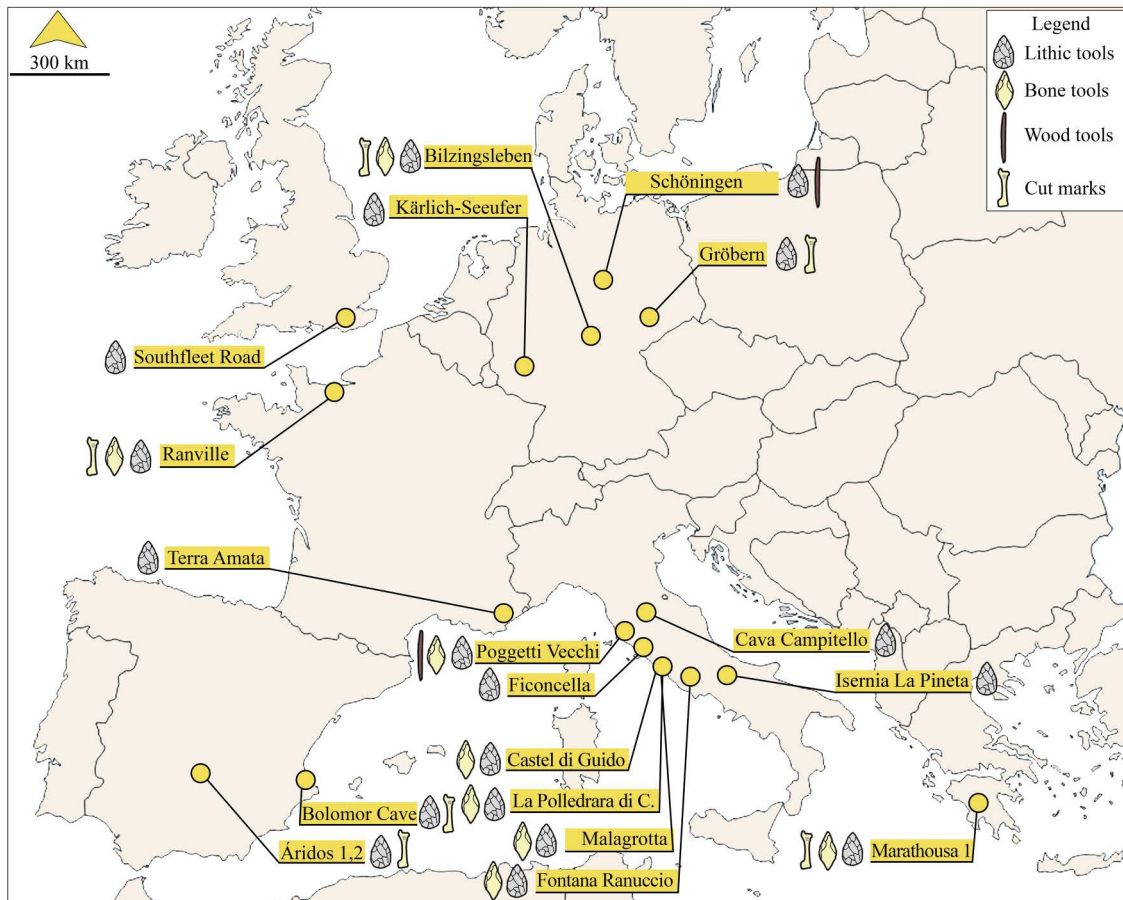 300 km
Legend
Lithic tools
Bone tools
Wood tools
Cut marks
Bilzingsleben
Kärlich-Seeufer
Schöningen
Gröbern
Southfleet Road
Ranville
Terra Amata
Poggetti Vecchi
Ficoncella
Cava Campitello
Isernia La Pineta
Castel di Guido
La Polledrara di C.
Bolomor Cave
Malagrotta
Áridos 1,2
Fontana Ranuccio
Marathousa 1